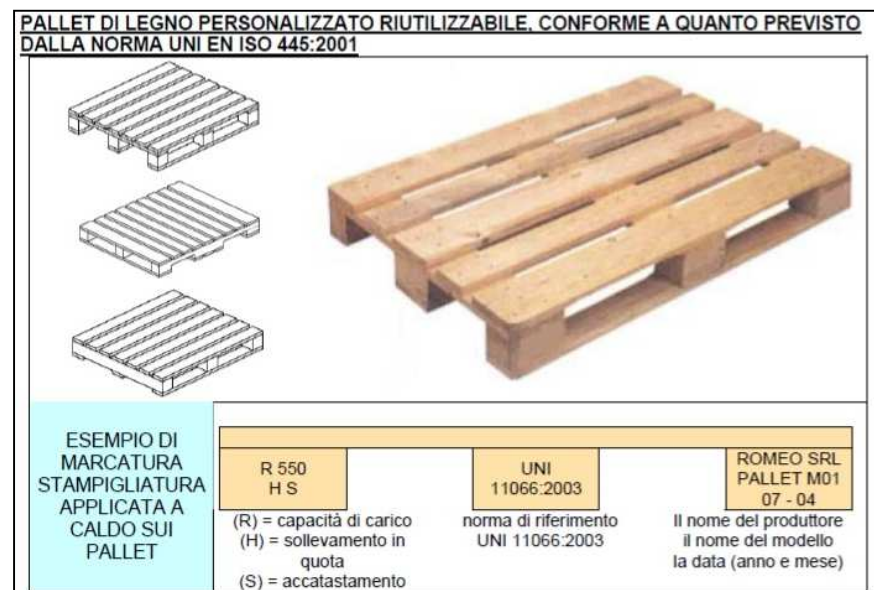 PALLET DI LEGNO PERSONALIZZATO RIUTILIZZABILE, CONFORME A QUANTO PREVISTO
DALLA NORMA UNI EN ISO 445:2001
ESEMPIO DI
MARCATURA
STAMPIGLIATURA
APPLICATA A
CALDO SUI
PALLET
R 550
H S
(R) = capacità di carico
(H) = sollevamento in
quota
(S) = accatastamento
UNI
11066:2003
norma di riferimento
UNI 11066:2003
ROMEO SRL
PALLET M01
07 - 04
Il nome del produttore
il nome del modello
la data (anno e mese)